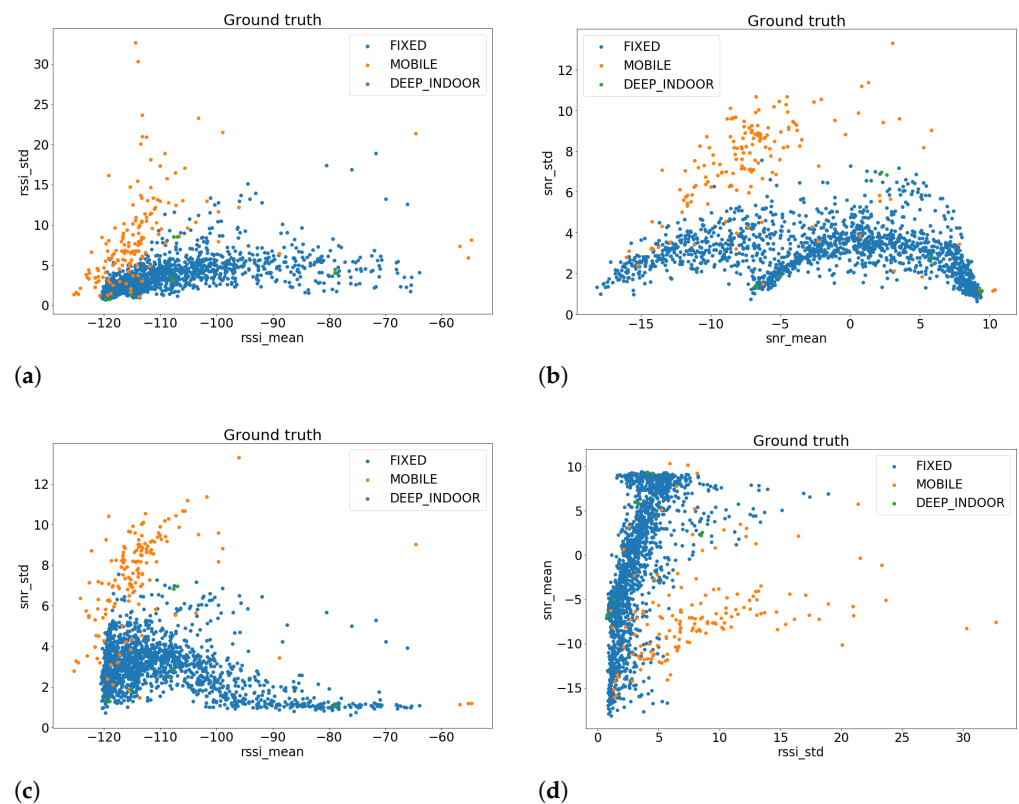 Ground truth
FIXED
MOBILE
DEEP_INDOOR
rssi_std
30
25
20
15
10
5
0
−120 −110 −100 −90 −80 −70 −60
rssi_mean
(a)
Ground truth
FIXED
MOBILE
DEEP_INDOOR
snr_std
12
10
8
6
4
2
0
−15 −10 −5 0 5 10
snr_mean
(b)
Ground truth
FIXED
MOBILE
DEEP_INDOOR
snr_std
12
10
8
6
4
2
0
−120 −110 −100 −90 −80 −70 −60
rssi_mean
(c)
Ground truth
FIXED
MOBILE
DEEP_INDOOR
snr_mean
10
5
0
−5
−10
−15
0 5 10 15 20 25 30
rssi_std
(d)